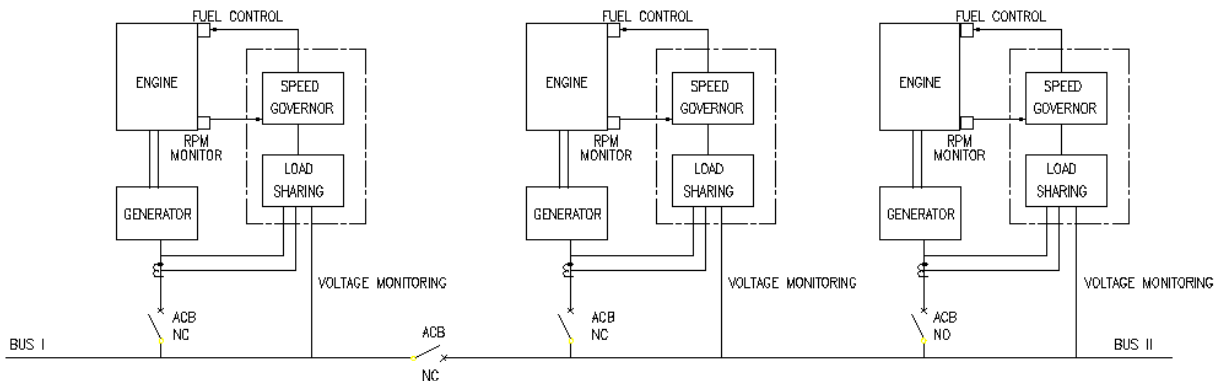 FUEL CONTROL
ENGINE
SPEED
GOVERNOR
RPM
MONITOR
LOAD
SHARING
GENERATOR
VOLTAGE MONITORING
ACB
NC
BUS I
ACB
NC
FUEL CONTROL
ENGINE
SPEED
GOVERNOR
RPM
MONITOR
LOAD
SHARING
GENERATOR
VOLTAGE MONITORING
ACB
NC
FUEL CONTROL
ENGINE
SPEED
GOVERNOR
RPM
MONITOR
LOAD
SHARING
GENERATOR
VOLTAGE MONITORING
ACB
NO
BUS II